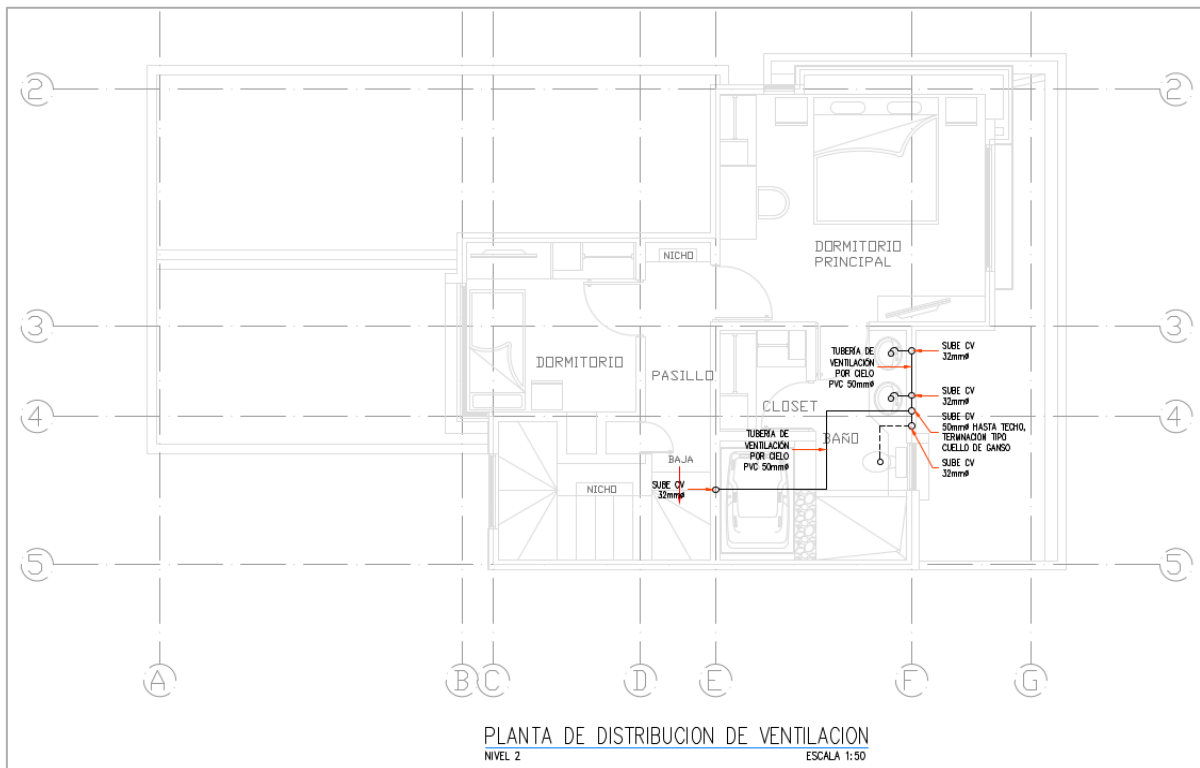 2
2
NICHO
DORMITORIO
PRINCIPAL
3
3
DORMITORIO
PASILLO
TUBERÍA DE
VENTILACIÓN
POR CIELO
PVC 50mmø
SUBE CV
32mmø
CLOSET
SUBE CV
32mmø
4
4
SUBE CV
50mmø HASTA TECHO,
TERMINACIÓN TIPO
CUELLO DE GANSO
SUBE CV
32mmø
TUBERÍA DE
VENTILACIÓN
POR CIELO
PVC 50mmø
BAÑO
BAJA
NICHO
SUBE CV
32mmø
5
5
A
B
C
D
E
F
G
PLANTA DE DISTRIBUCION DE VENTILACION
NIVEL 2
ESCALA 1:50